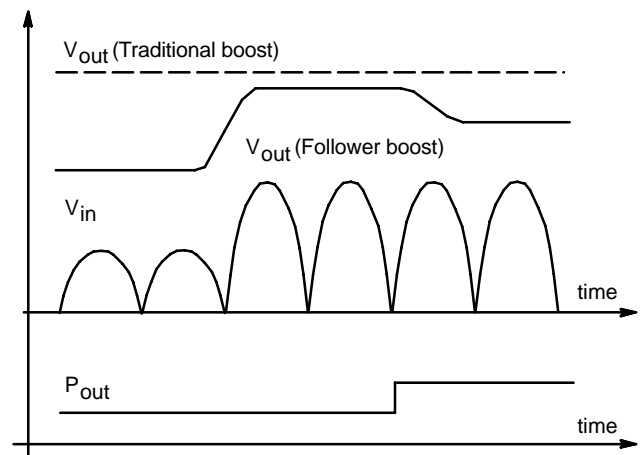 Vout (Traditional boost)
Vout (Follower boost)
Vin
time
Pout
time